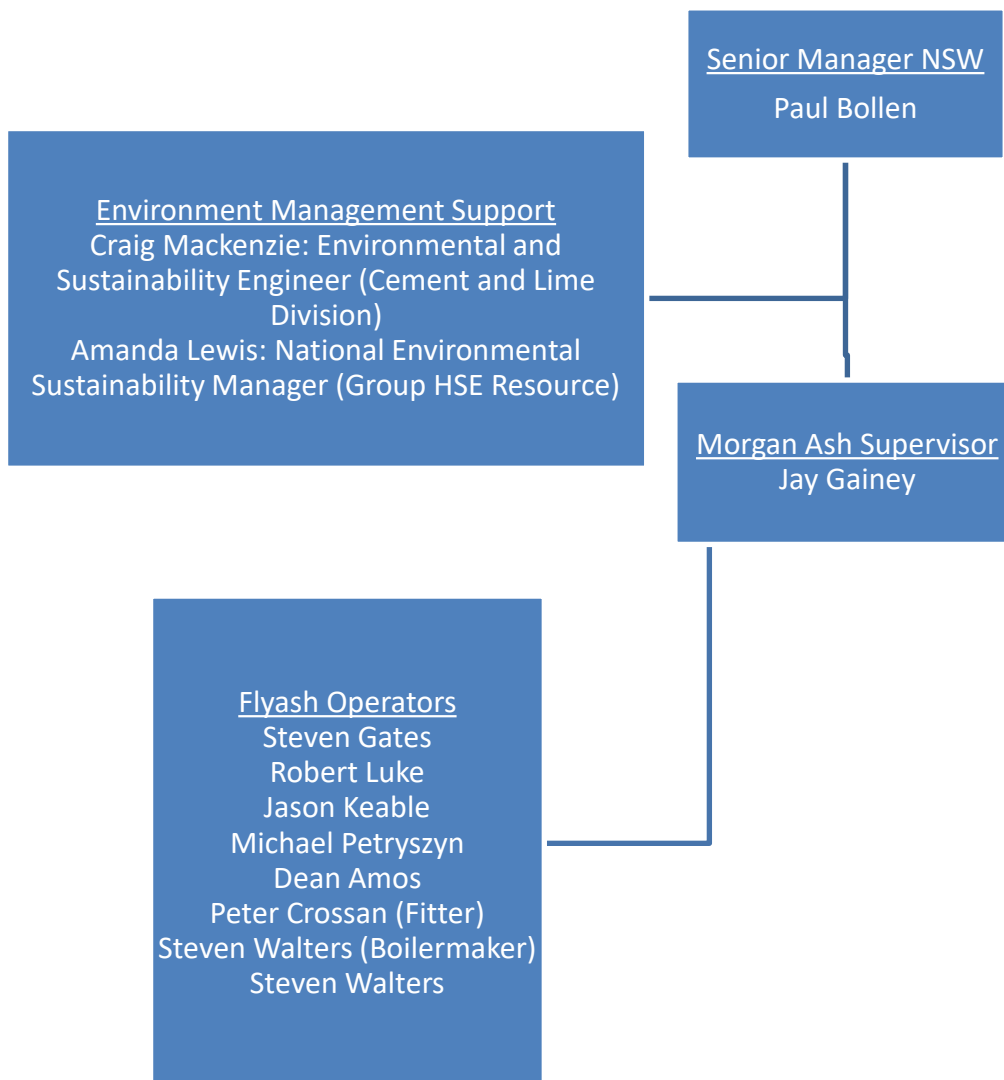 Senior Manager NSW
Paul Bollen
Environment Management Support
Craig Mackenzie: Environmental and
Sustainability Engineer (Cement and Lime
Division)
Amanda Lewis: National Environmental
Sustainability Manager (Group HSE Resource)
Morgan Ash Supervisor
Jay Gainey
Flyash Operators
Steven Gates
Robert Luke
Jason Keable
Michael Petryszyn
Dean Amos
Peter Crossan (Fitter)
Steven Walters (Boilermaker)
Steven Walters